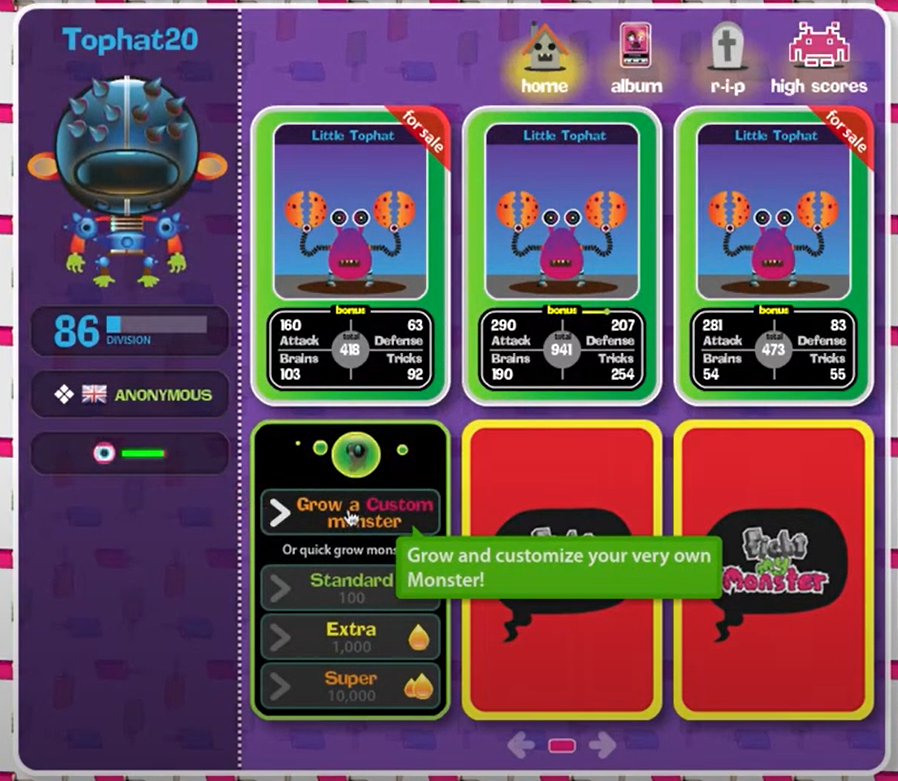 Tophat20
86
DIVISION
ANONYMOUS
home
album
r-i-p
high scores
for sale
Little Tophat
bonus
160
63
Attack
total
Defense
418
Brains
Tricks
103
92
Little Tophat
bonus
290
207
Attack
total
Defense
941
Brains
Tricks
190
254
for sale
Little Tophat
bonus
281
83
Attack
total
Defense
473
Brains
Tricks
54
55
Grow a Custom
monster
Or quick grow
Grow and customize your very own
Monster!
Standard
100
Extra
1,000
Super
10,000
Fight
my
Monster